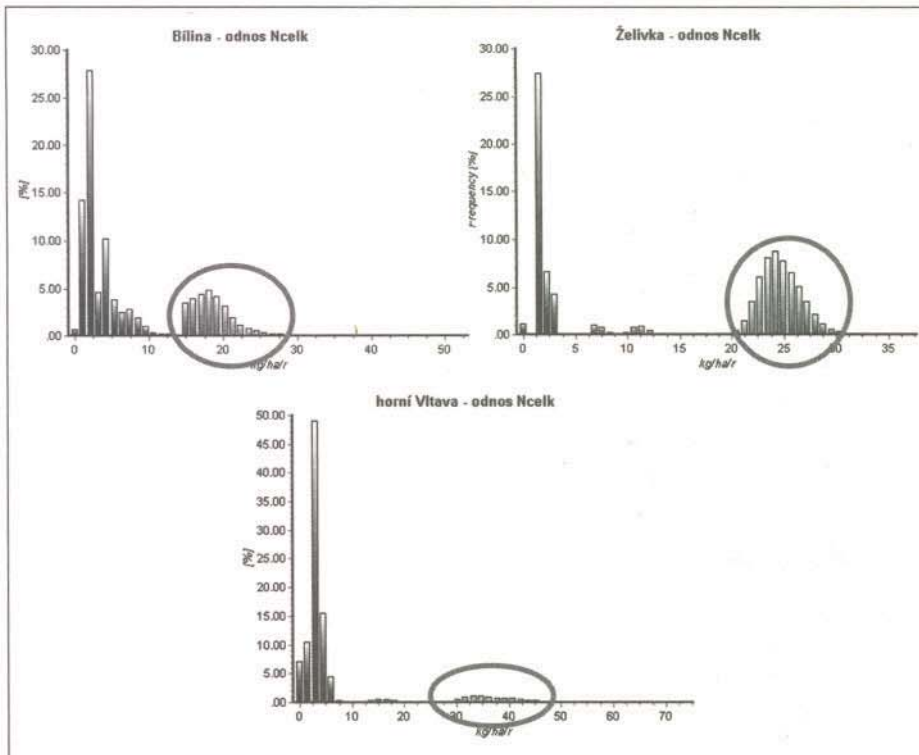 Bílina - odnos Ncelk
30.00
25.00
20.00
15.00
10.00
5.00
.00
[%]
0 10 20 30 40 50
kg/ha/r
Želivka - odnos Ncelk
30.00
25.00
20.00
15.00
10.00
5.00
.00
Frequency [%]
0 5 10 15 20 25 30 35
kg/ha/r
horní Vltava - odnos Ncelk
50.00
45.00
40.00
35.00
30.00
25.00
20.00
15.00
10.00
5.00
.00
[%]
0 10 20 30 40 50 60 70
kg/ha/r